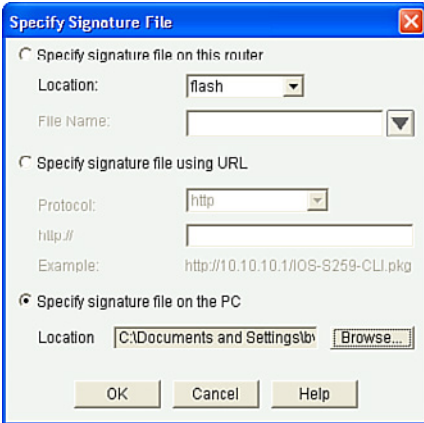 Specify Signature File
Specify signature file on this router
Location: flash
File Name:
Specify signature file using URL
Protocol: http
http://
Example: http://10.10.10.1/IOS-S259-CLI.pkg
Specify signature file on the PC
Location C:\Documents and Settings\bv Browse...
OK Cancel Help